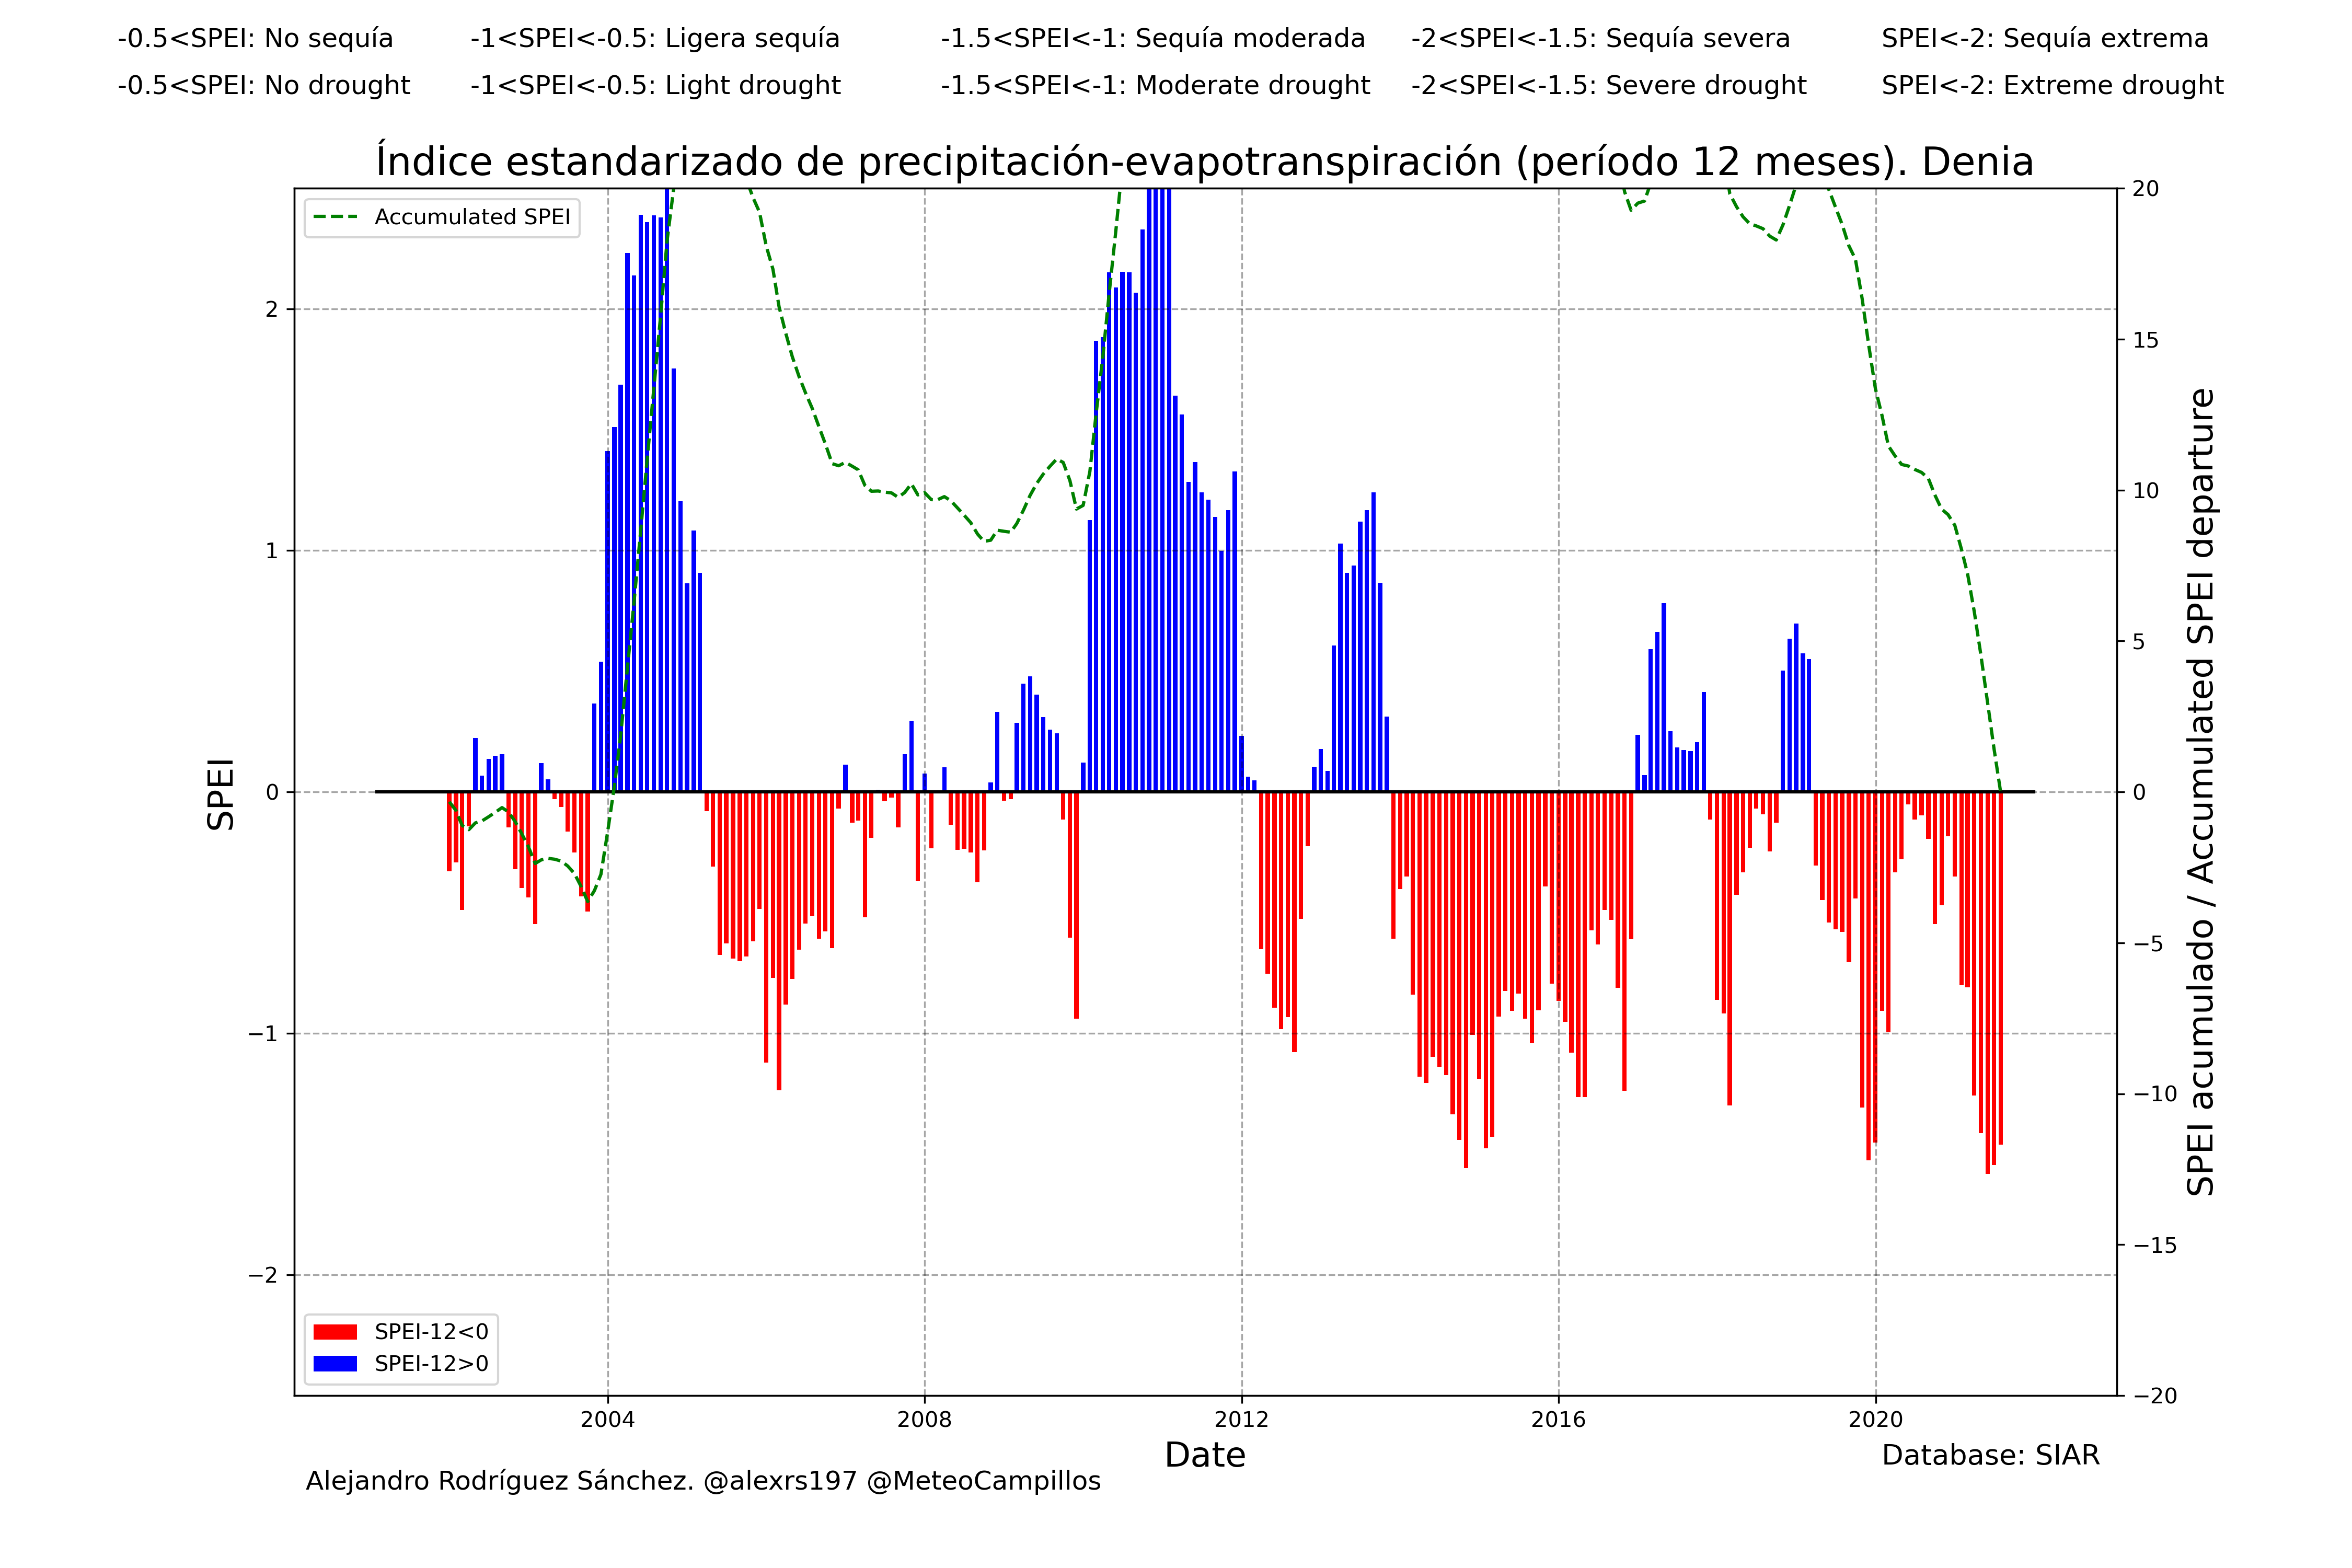 -0.5<SPEI: No sequía
-1<SPEI<-0.5: Ligera sequía
-1.5<SPEI<-1: Sequía moderada
-2<SPEI<-1.5: Sequía severa
SPEI<-2: Sequía extrema
-0.5<SPEI: No drought
-1<SPEI<-0.5: Light drought
-1.5<SPEI<-1: Moderate drought
-2<SPEI<-1.5: Severe drought
SPEI<-2: Extreme drought
Índice estandarizado de precipitación-evapotranspiración (período 12 meses). Denia
Accumulated SPEI
SPEI
2
1
0
−1
−2
20
15
10
5
0
−5
−10
−15
−20
SPEI acumulado / Accumulated SPEI departure
SPEI-12<0
SPEI-12>0
2004
2008
2012
2016
2020
Date
Database: SIAR
Alejandro Rodríguez Sánchez. @alexrs197 @MeteoCampillos